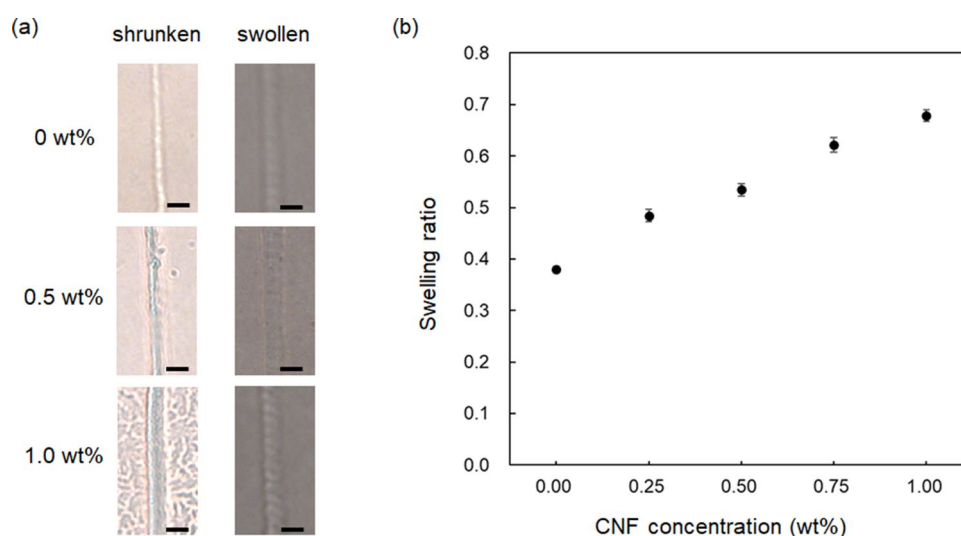 (a)
shrunken swollen
0 wt%
0.5 wt%
1.0 wt%
(b)
0.8
0.7
0.6
0.5
0.4
0.3
0.2
0.1
0.0
Swelling ratio
0.00 0.25 0.50 0.75 1.00
CNF concentration (wt%)